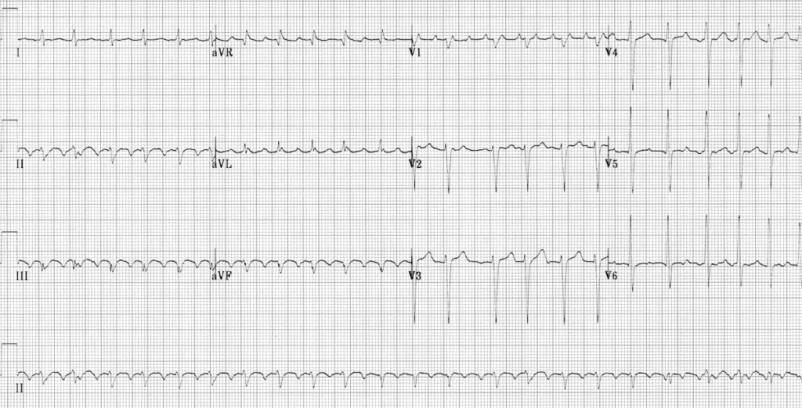 I aVR V1 V4
II aVL V2 V5
III aVF V3 V6
II